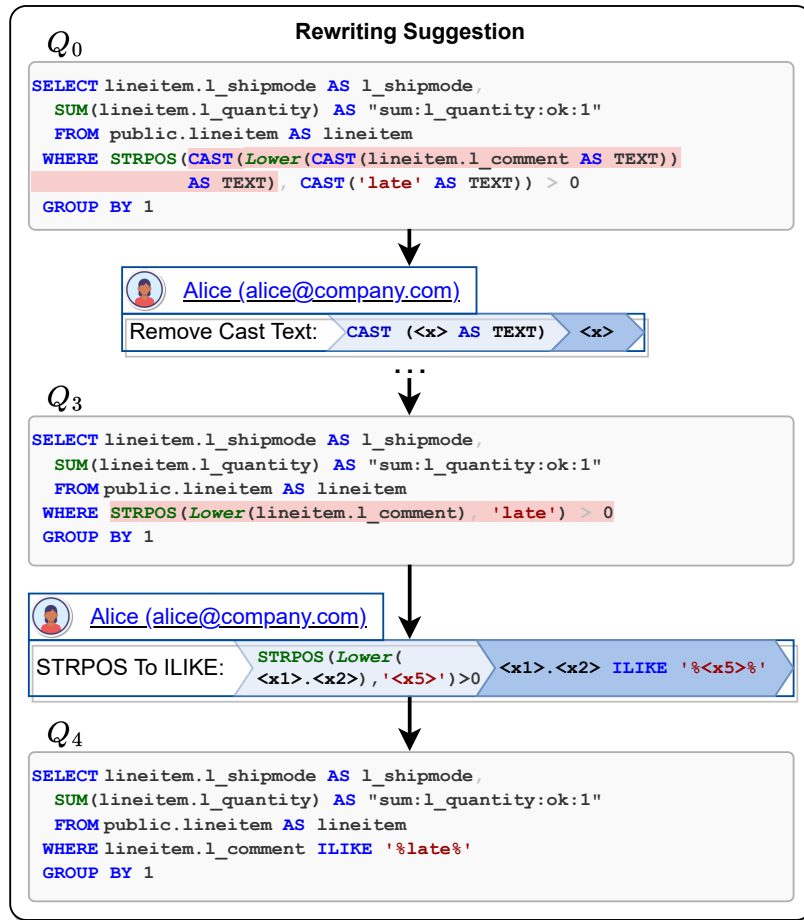 Rewriting Suggestion
Q0
SELECT lineitem.l_shipmode AS l_shipmode,
SUM(lineitem.l_quantity) AS "sum:l_quantity:ok:1"
FROM public.lineitem AS lineitem
WHERE STRPOS(CAST(Lower(CAST(lineitem.l_comment AS TEXT))
AS TEXT), CAST('late' AS TEXT)) > 0
GROUP BY 1
Alice (alice@company.com)
Remove Cast Text: CAST (<x> AS TEXT) <x>
...
Q3
SELECT lineitem.l_shipmode AS l_shipmode,
SUM(lineitem.l_quantity) AS "sum:l_quantity:ok:1"
FROM public.lineitem AS lineitem
WHERE STRPOS(Lower(lineitem.l_comment), 'late') > 0
GROUP BY 1
Alice (alice@company.com)
STRPOS To ILIKE: STRPOS(Lower(
<x1>.<x2>),'<x5>')>0 <x1>.<x2> ILIKE '%<x5>%'
Q4
SELECT lineitem.l_shipmode AS l_shipmode,
SUM(lineitem.l_quantity) AS "sum:l_quantity:ok:1"
FROM public.lineitem AS lineitem
WHERE lineitem.l_comment ILIKE '%late%'
GROUP BY 1